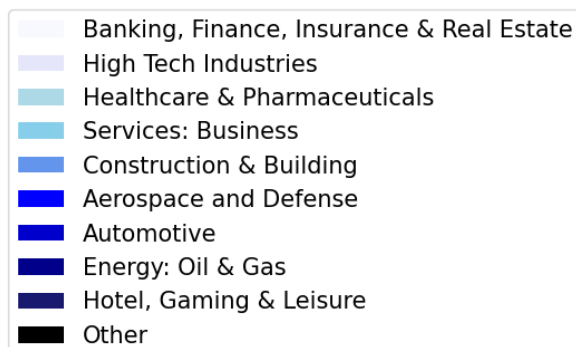 Banking, Finance, Insurance & Real Estate
High Tech Industries
Healthcare & Pharmaceuticals
Services: Business
Construction & Building
Aerospace and Defense
Automotive
Energy: Oil & Gas
Hotel, Gaming & Leisure
Other